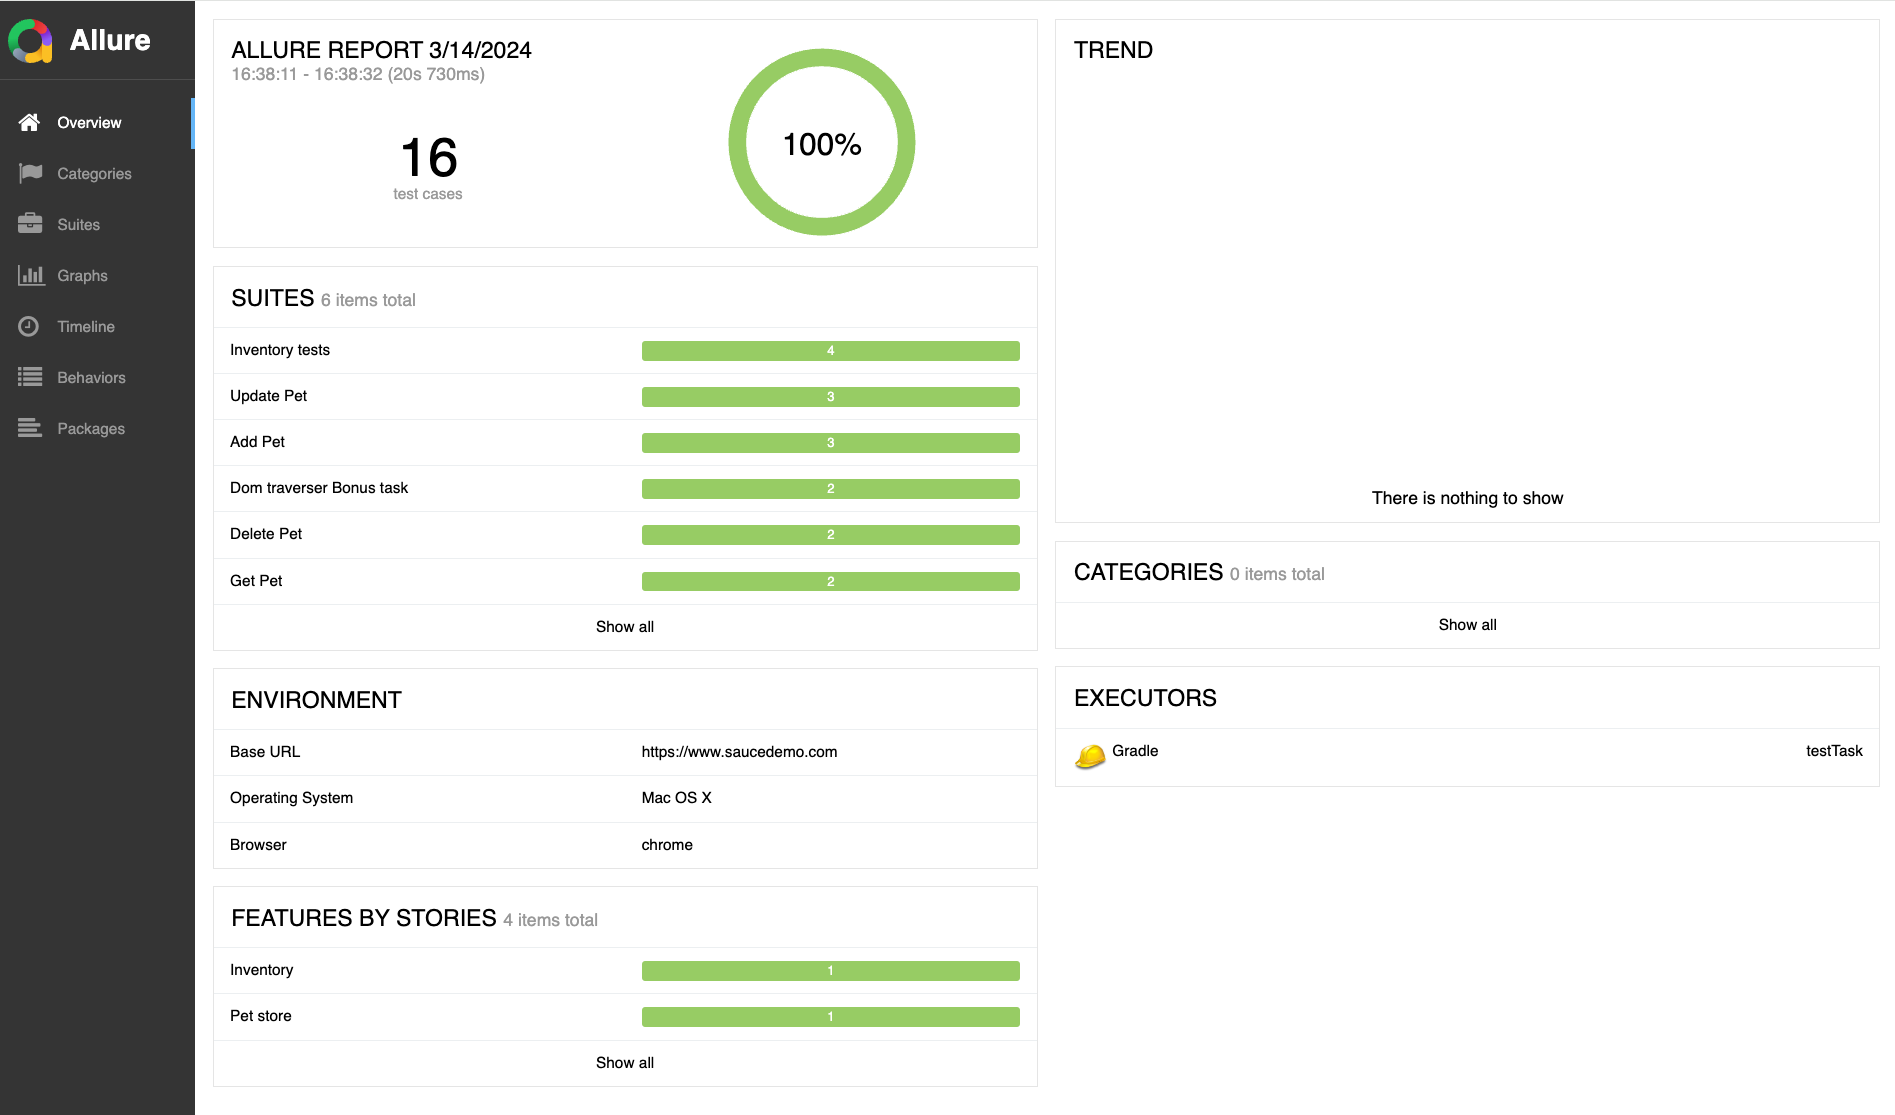 Allure
Overview
Categories
Suites
Graphs
Timeline
Behaviors
Packages
ALLURE REPORT 3/14/2024
16:38:11 - 16:38:32 (20s 730ms)
16
test cases
100%
SUITES 6 items total
Inventory tests 4
Update Pet 3
Add Pet 3
Dom traverser Bonus task 2
Delete Pet 2
Get Pet 2
Show all
ENVIRONMENT
Base URL https://www.saucedemo.com
Operating System Mac OS X
Browser chrome
FEATURES BY STORIES 4 items total
Inventory 1
Pet store 1
Show all
TREND
There is nothing to show
CATEGORIES 0 items total
Show all
EXECUTORS
Gradle testTask